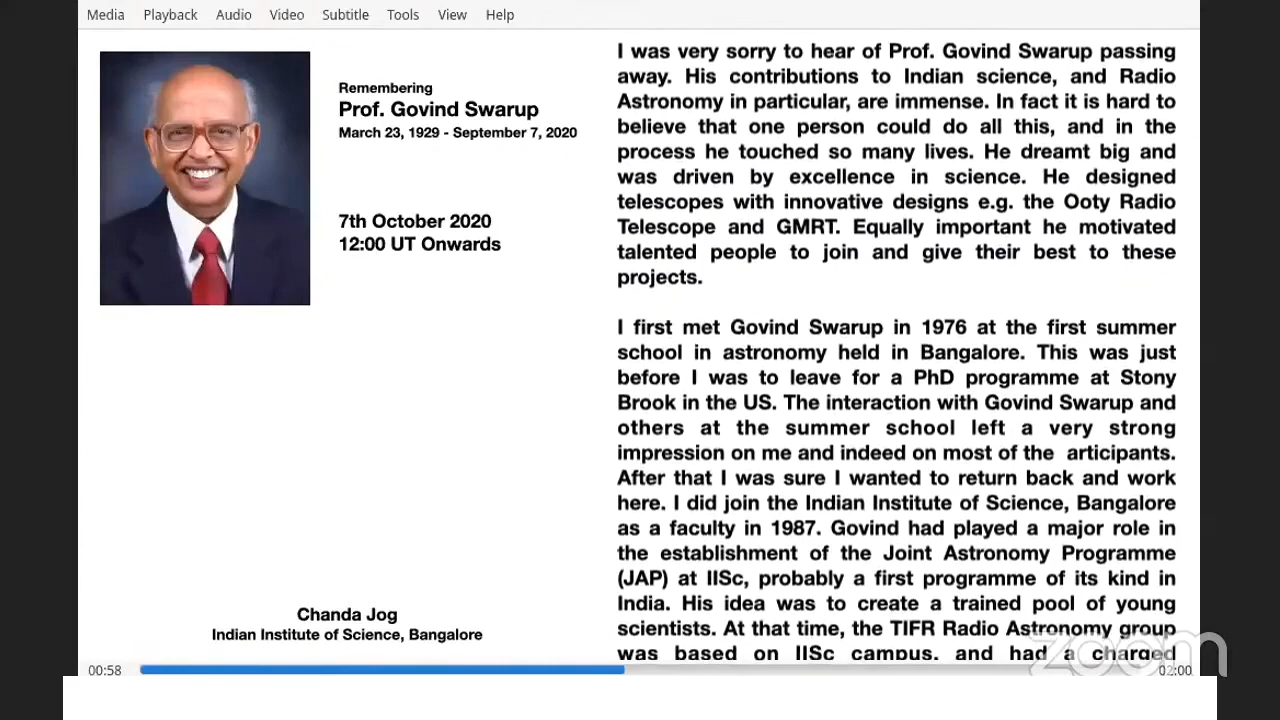 Media Playback Audio Video Subtitle Tools View Help
Remembering
Prof. Govind Swarup
March 23, 1929 - September 7, 2020
7th October 2020
12:00 UT Onwards
Chanda Jog
Indian Institute of Science, Bangalore
I was very sorry to hear of Prof. Govind Swarup passing
away. His contributions to Indian science, and Radio
Astronomy in particular, are immense. In fact it is hard to
believe that one person could do all this, and in the
process he touched so many lives. He dreamt big and
was driven by excellence in science. He designed
telescopes with innovative designs e.g. the Ooty Radio
Telescope and GMRT. Equally important he motivated
talented people to join and give their best to these
projects.
I first met Govind Swarup in 1976 at the first summer
school in astronomy held in Bangalore. This was just
before I was to leave for a PhD programme at Stony
Brook in the US. The interaction with Govind Swarup and
others at the summer school left a very strong
impression on me and indeed on most of the articipants.
After that I was sure I wanted to return back and work
here. I did join the Indian Institute of Science, Bangalore
as a faculty in 1987. Govind had played a major role in
the establishment of the Joint Astronomy Programme
(JAP) at IISc, probably a first programme of its kind in
India. His idea was to create a trained pool of young
scientists. At that time, the TIFR Radio Astronomy group
was based on IISc campus, and had a charged
zoom
00:58
02:00